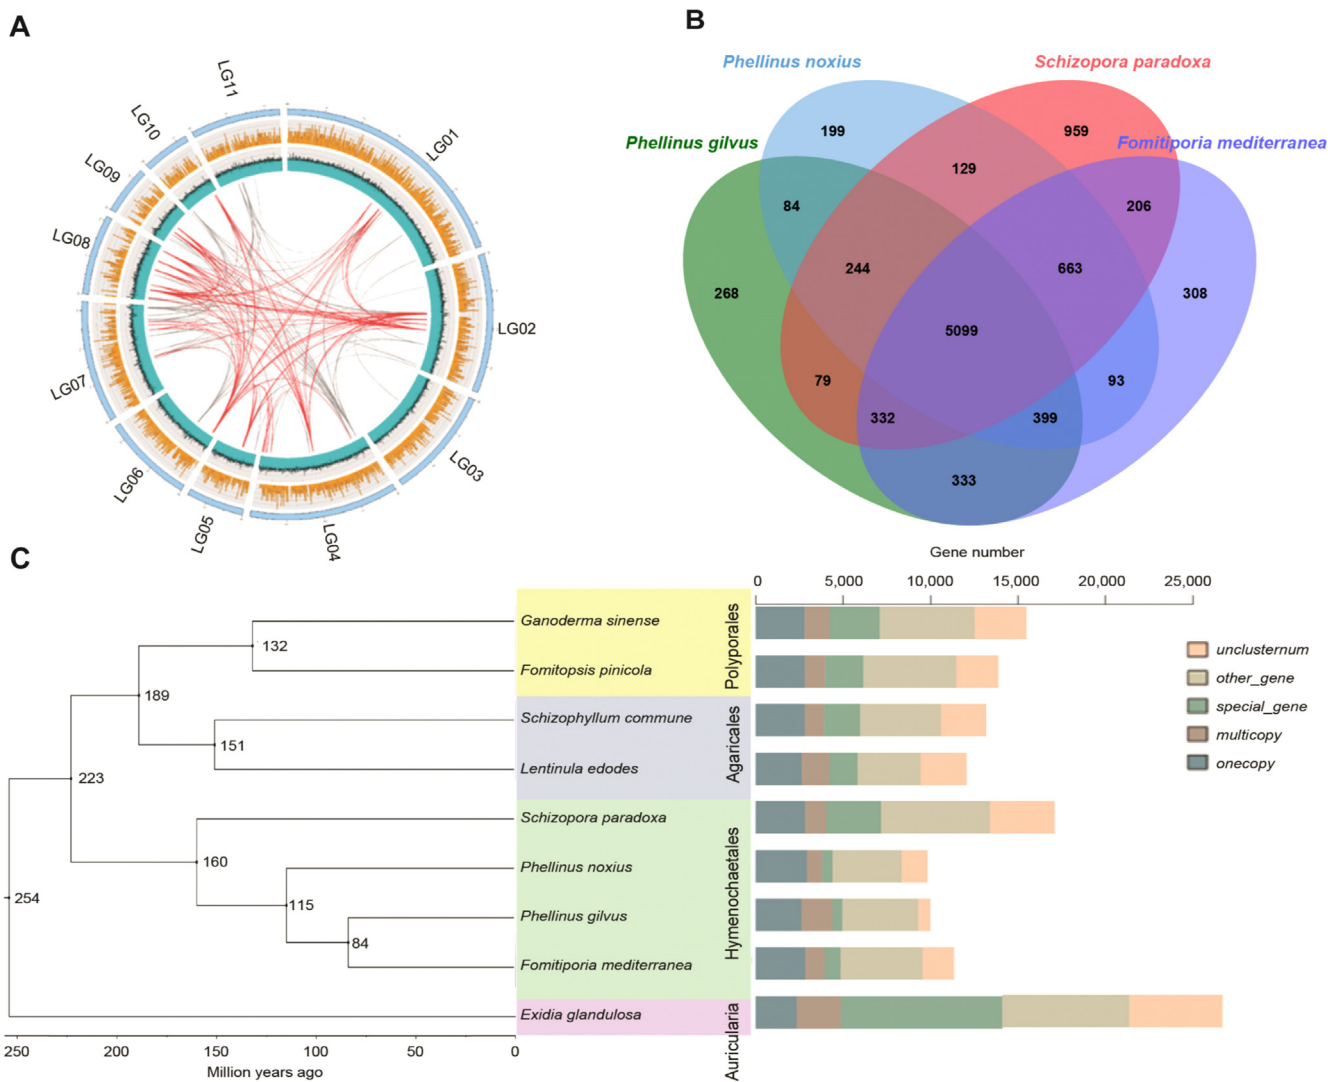 A
LG01
LG02
LG03
LG04
LG05
LG06
LG07
LG08
LG09
LG10
LG11
B
Phellinus noxius
Schizopora paradoxa
Phellinus gilvus
Fomitiporia mediterranea
199
959
129
84
206
244
663
268
308
5099
79
93
332
399
333
C
Gene number
0 5,000 10,000 15,000 20,000 25,000
Ganoderma sinense
Fomitopsis pinicola
Polyporales
Schizophyllum commune
Lentinula edodes
Agaricales
Schizopora paradoxa
Phellinus noxius
Phellinus gilvus
Fomitiporia mediterranea
Hymenochaetales
Exidia glandulosa
Auricularia
132
189
151
223
160
254
115
84
unclusternum
other_gene
special_gene
multicopy
onecopy
250 200 150 100 50 0
Million years ago